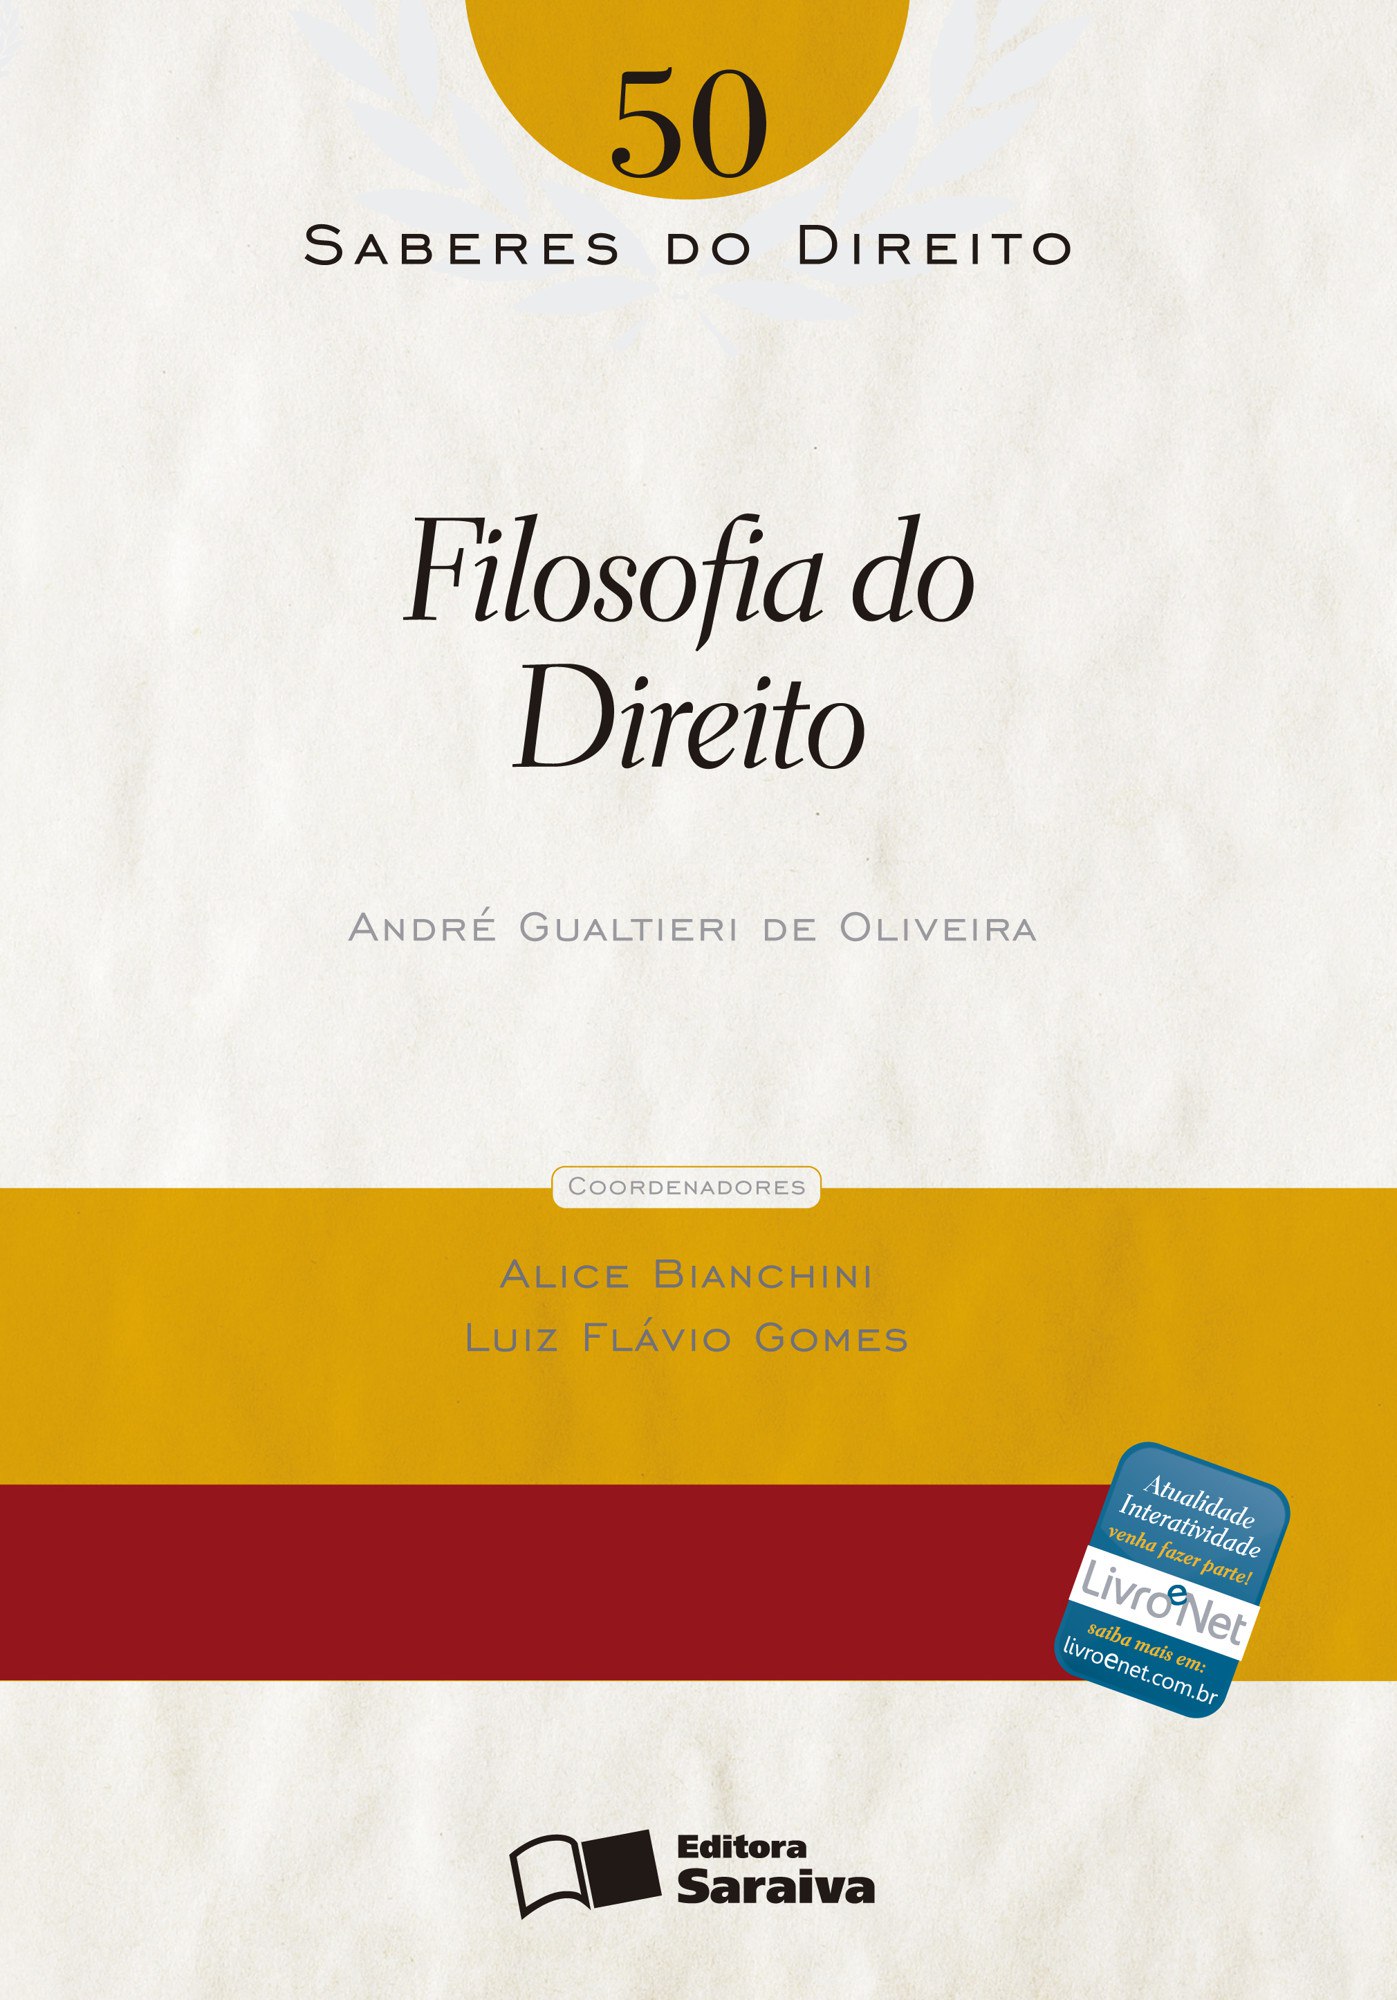 50
SABERES DO DIREITO
Filosofia do
Direito
ANDRÉ GUALTIERI DE OLIVEIRA
COORDENADORES
ALICE BIANCHINI
LUIZ FLÁVIO GOMES
Atualidade
Interatividade
venha fazer parte!
LivroeNet
saiba mais em:
livroenet.com.br
Editora
Saraiva